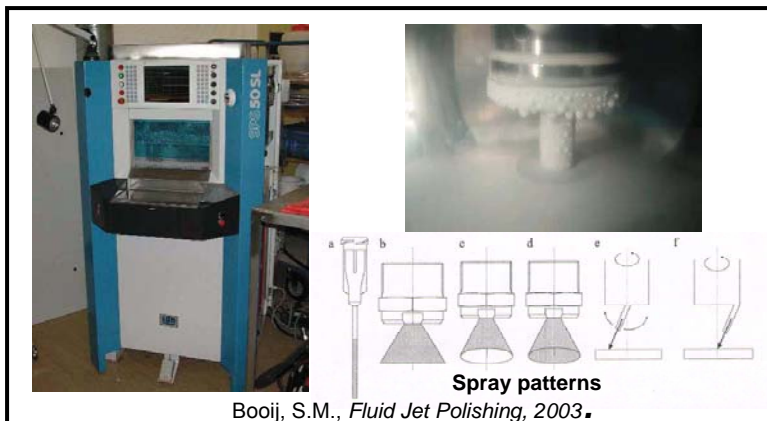 SPS 50 SL
a b c d e f
Spray patterns
Booij, S.M., Fluid Jet Polishing, 2003.